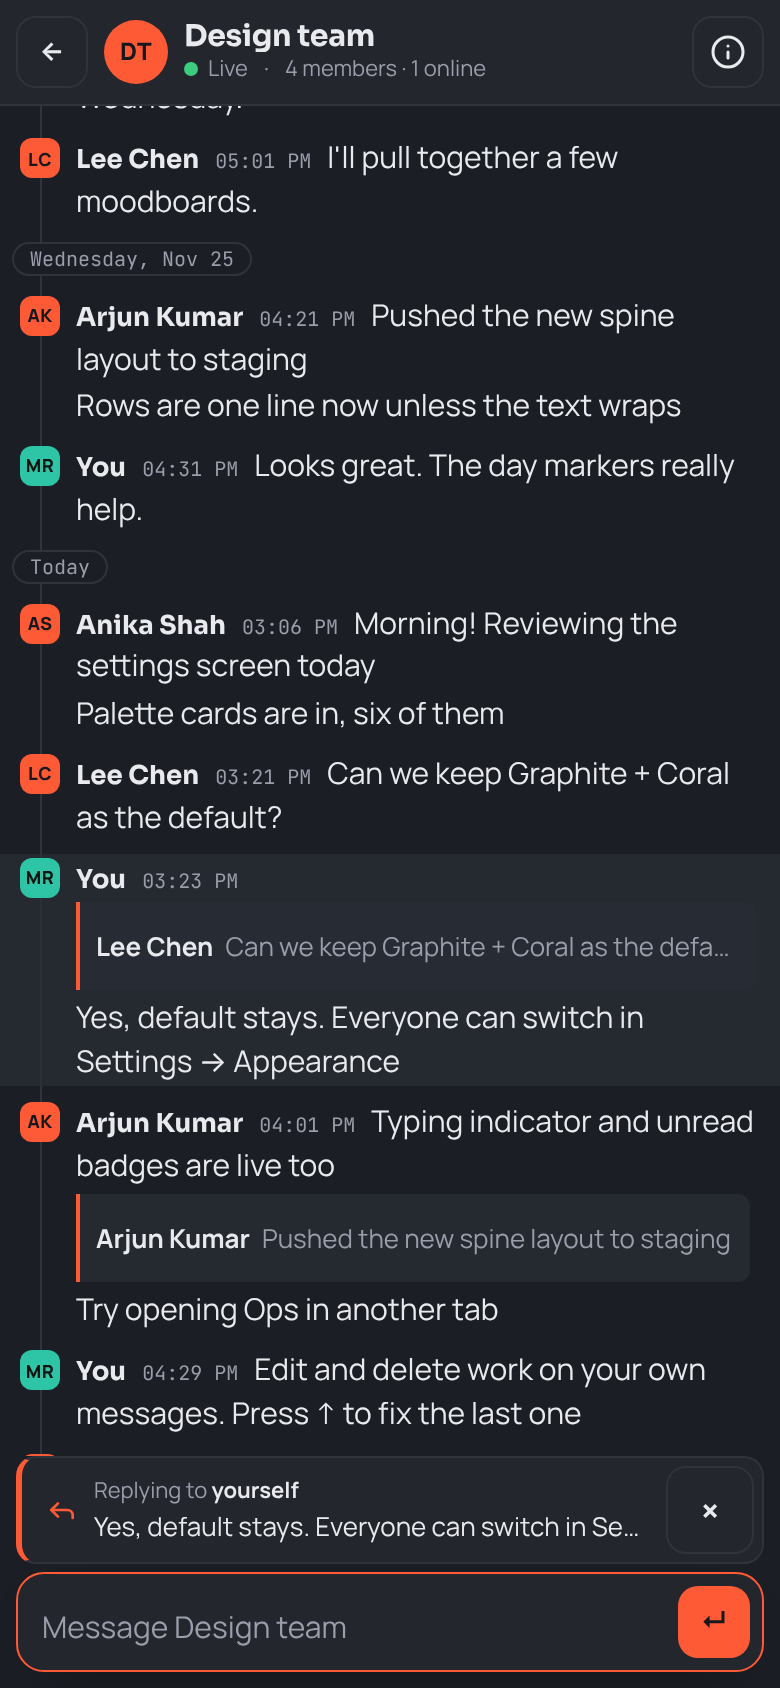 DT
Design team
Live · 4 members · 1 online
Wednesday.
LC Lee Chen 05:01 PM I'll pull together a few
moodboards.
Wednesday, Nov 25
AK Arjun Kumar 04:21 PM Pushed the new spine
layout to staging
Rows are one line now unless the text wraps
MR You 04:31 PM Looks great. The day markers really
help.
Today
AS Anika Shah 03:06 PM Morning! Reviewing the
settings screen today
Palette cards are in, six of them
LC Lee Chen 03:21 PM Can we keep Graphite + Coral
as the default?
MR You 03:23 PM
Lee Chen Can we keep Graphite + Coral as the defa...
Yes, default stays. Everyone can switch in
Settings → Appearance
AK Arjun Kumar 04:01 PM Typing indicator and unread
badges are live too
Arjun Kumar Pushed the new spine layout to staging
Try opening Ops in another tab
MR You 04:29 PM Edit and delete work on your own
messages. Press ↑ to fix the last one
Replying to yourself
Yes, default stays. Everyone can switch in Se...
Message Design team